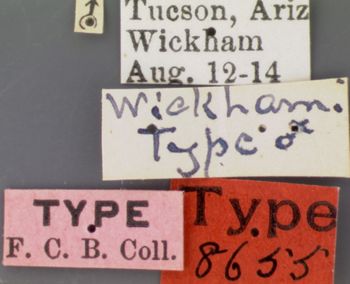 ♂
Tucson, Ariz
Wickham
Aug. 12-14
Wickham.
Type ♂
TYPE
F. C. B. Coll.
Type
8655